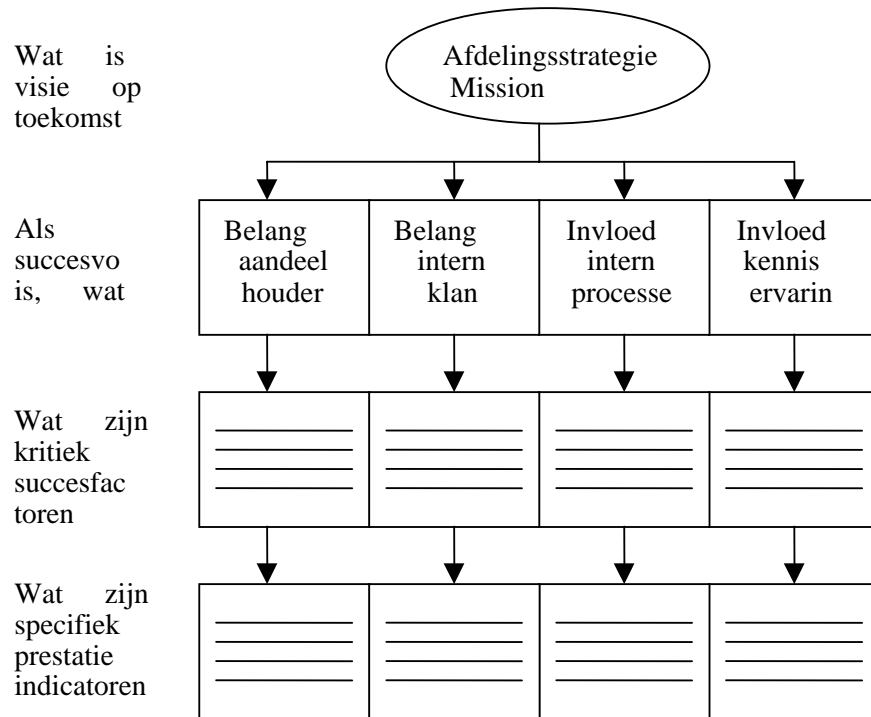 Wat is
visie op
toekomst
Afdelingsstrategie
Mission
Als
succesvo
is, wat
Belang
aandeel
houder
Belang
intern
klan
Invloed
intern
processe
Invloed
kennis
ervarin
Wat zijn
kritiek
succesfac
toren
Wat zijn
specifiek
prestatie
indicatoren